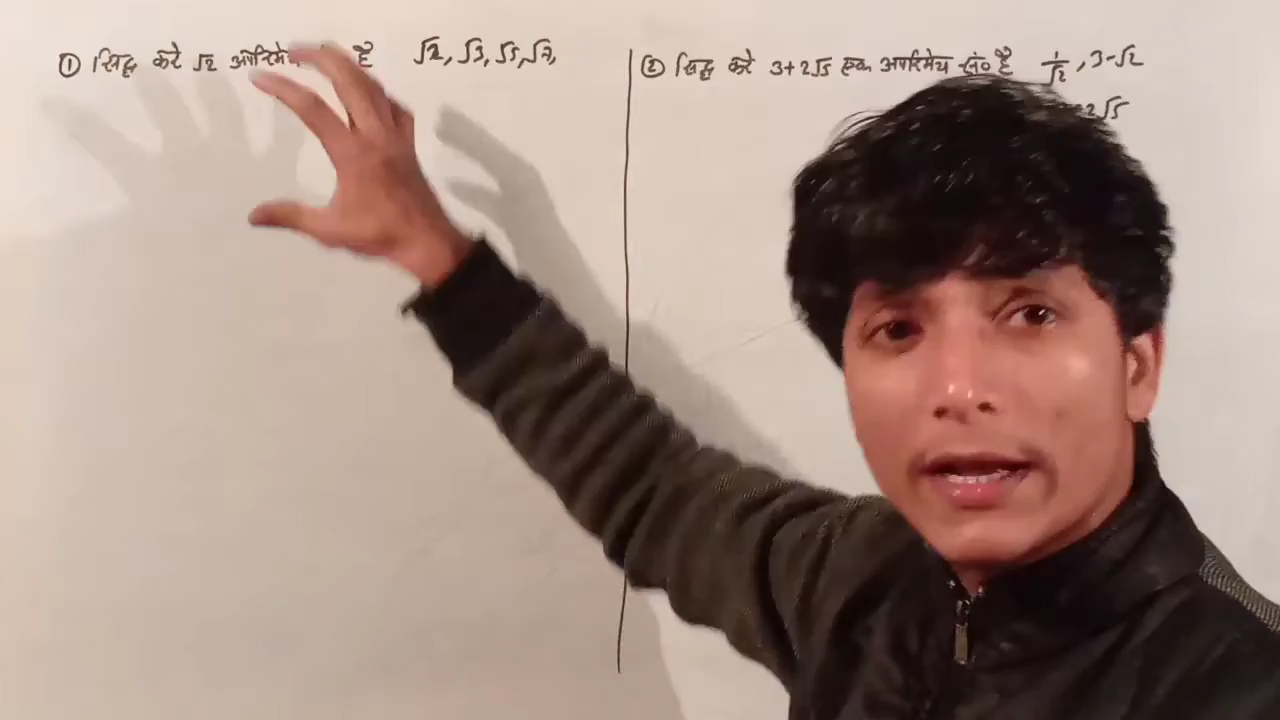 ① सिद्ध करे √2 अपरिमेय है √2, √3, √5, √7,
② सिद्ध करे 3+2√5 एक अपरिमेय सं० है 1/√2, 3-√2
2√5